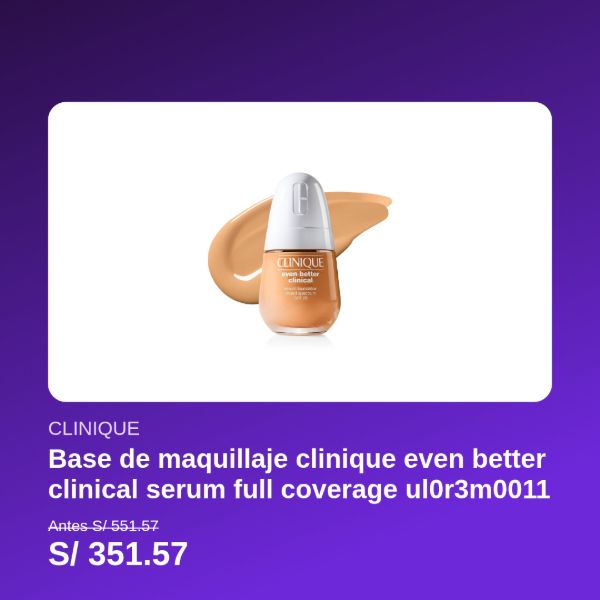 CLINIQUE
even better
clinical
CLINIQUE
Base de maquillaje clinique even better
clinical serum full coverage ul0r3m0011
Antes S/ 551.57
S/ 351.57